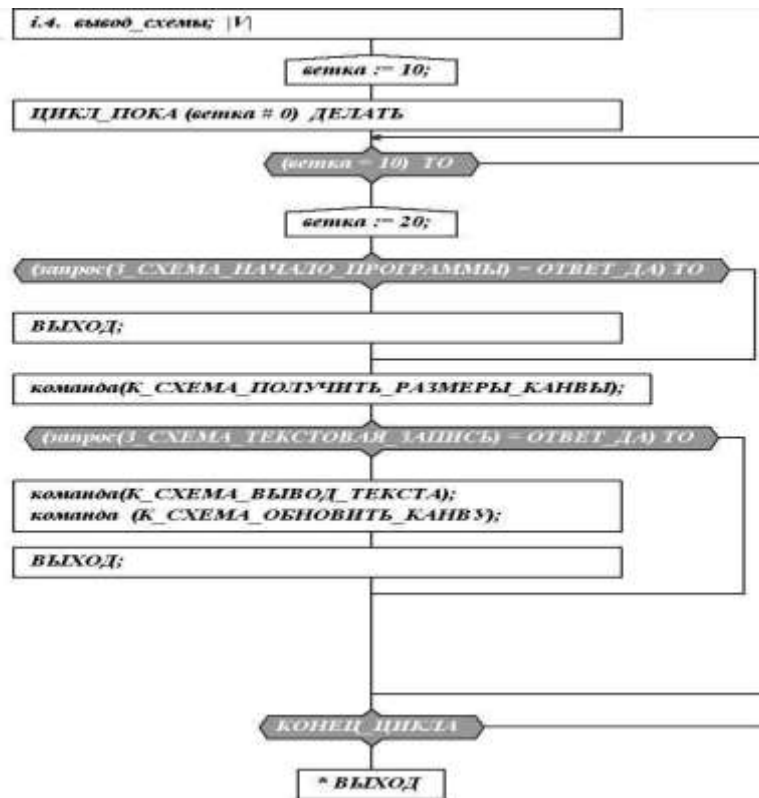 i.4. вывод_схемы; |V|
ветка := 10;
ЦИКЛ_ПОКА (ветка # 0) ДЕЛАТЬ
(ветка = 10) ТО
ветка := 20;
(запрос(З_СХЕМА_НАЧАЛО_ПРОГРАММЫ) = ОТВЕТ_ДА) ТО
ВЫХОД;
команда(К_СХЕМА_ПОЛУЧИТЬ_РАЗМЕРЫ_КАНВЫ);
(запрос(З_СХЕМА_ТЕКСТОВАЯ_ЗАПИСЬ) = ОТВЕТ_ДА) ТО
команда(К_СХЕМА_ВЫВОД_ТЕКСТА);
команда (К_СХЕМА_ОБНОВИТЬ_КАНВУ);
ВЫХОД;
КОНЕЦ_ЦИКЛА
* ВЫХОД